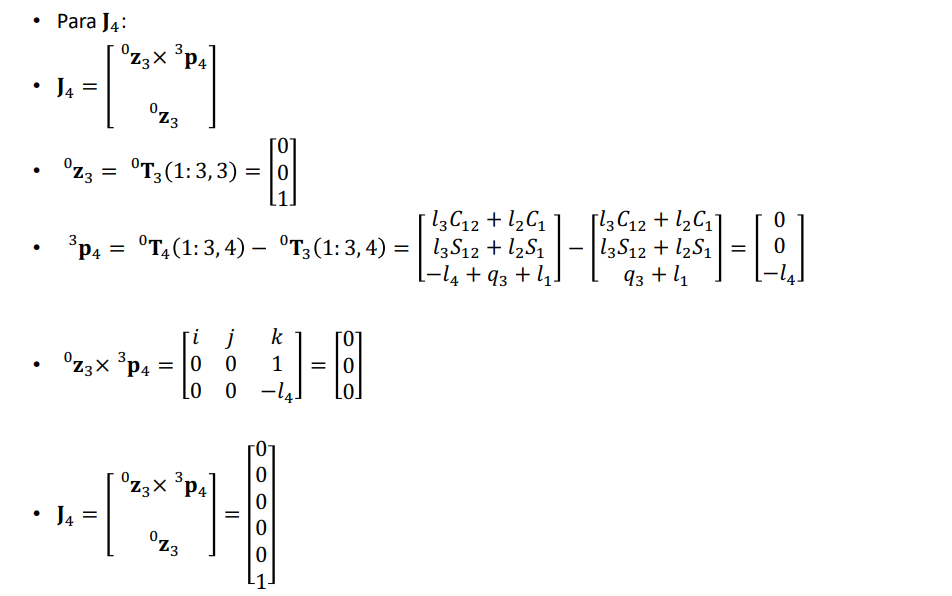 • Para J₄:
• J₄ = [ ⁰z₃× ³p₄ ; ⁰z₃ ]
• ⁰z₃ = ⁰T₃(1:3,3) = [ 0 ; 0 ; 1 ]
• ³p₄ = ⁰T₄(1:3,4) − ⁰T₃(1:3,4) = [ l₃C₁₂ + l₂C₁ ; l₃S₁₂ + l₂S₁ ; −l₄ + q₃ + l₁ ] − [ l₃C₁₂ + l₂C₁ ; l₃S₁₂ + l₂S₁ ; q₃ + l₁ ] = [ 0 ; 0 ; −l₄ ]
• ⁰z₃× ³p₄ = [ i j k ; 0 0 1 ; 0 0 −l₄ ] = [ 0 ; 0 ; 0 ]
• J₄ = [ ⁰z₃× ³p₄ ; ⁰z₃ ] = [ 0 ; 0 ; 0 ; 0 ; 0 ; 1 ]